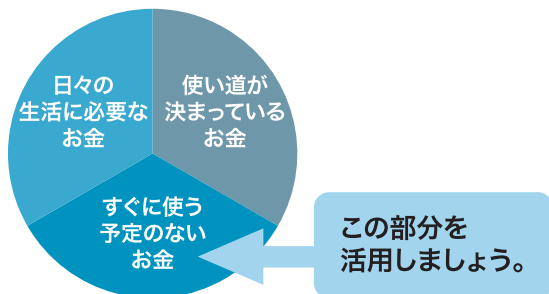 日々の
生活に必要な
お金
使い道が
決まっている
お金
すぐに使う
予定のない
お金
この部分を
活用しましょう。